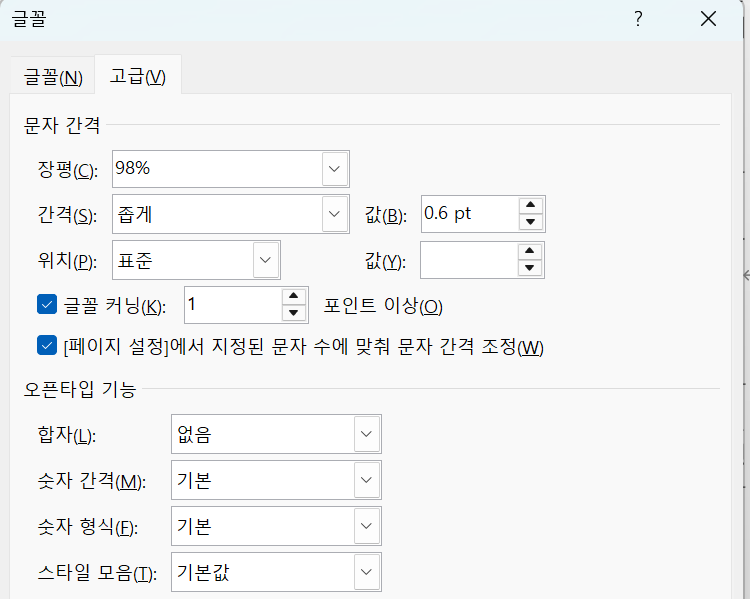 글꼴 ?
글꼴(N) 고급(V)
문자 간격
장평(C): 98%
간격(S): 좁게 값(B): 0.6 pt
위치(P): 표준 값(Y):
글꼴 커닝(K): 1 포인트 이상(O)
[페이지 설정]에서 지정된 문자 수에 맞춰 문자 간격 조정(W)
오픈타입 기능
합자(L): 없음
숫자 간격(M): 기본
숫자 형식(F): 기본
스타일 모음(T): 기본값